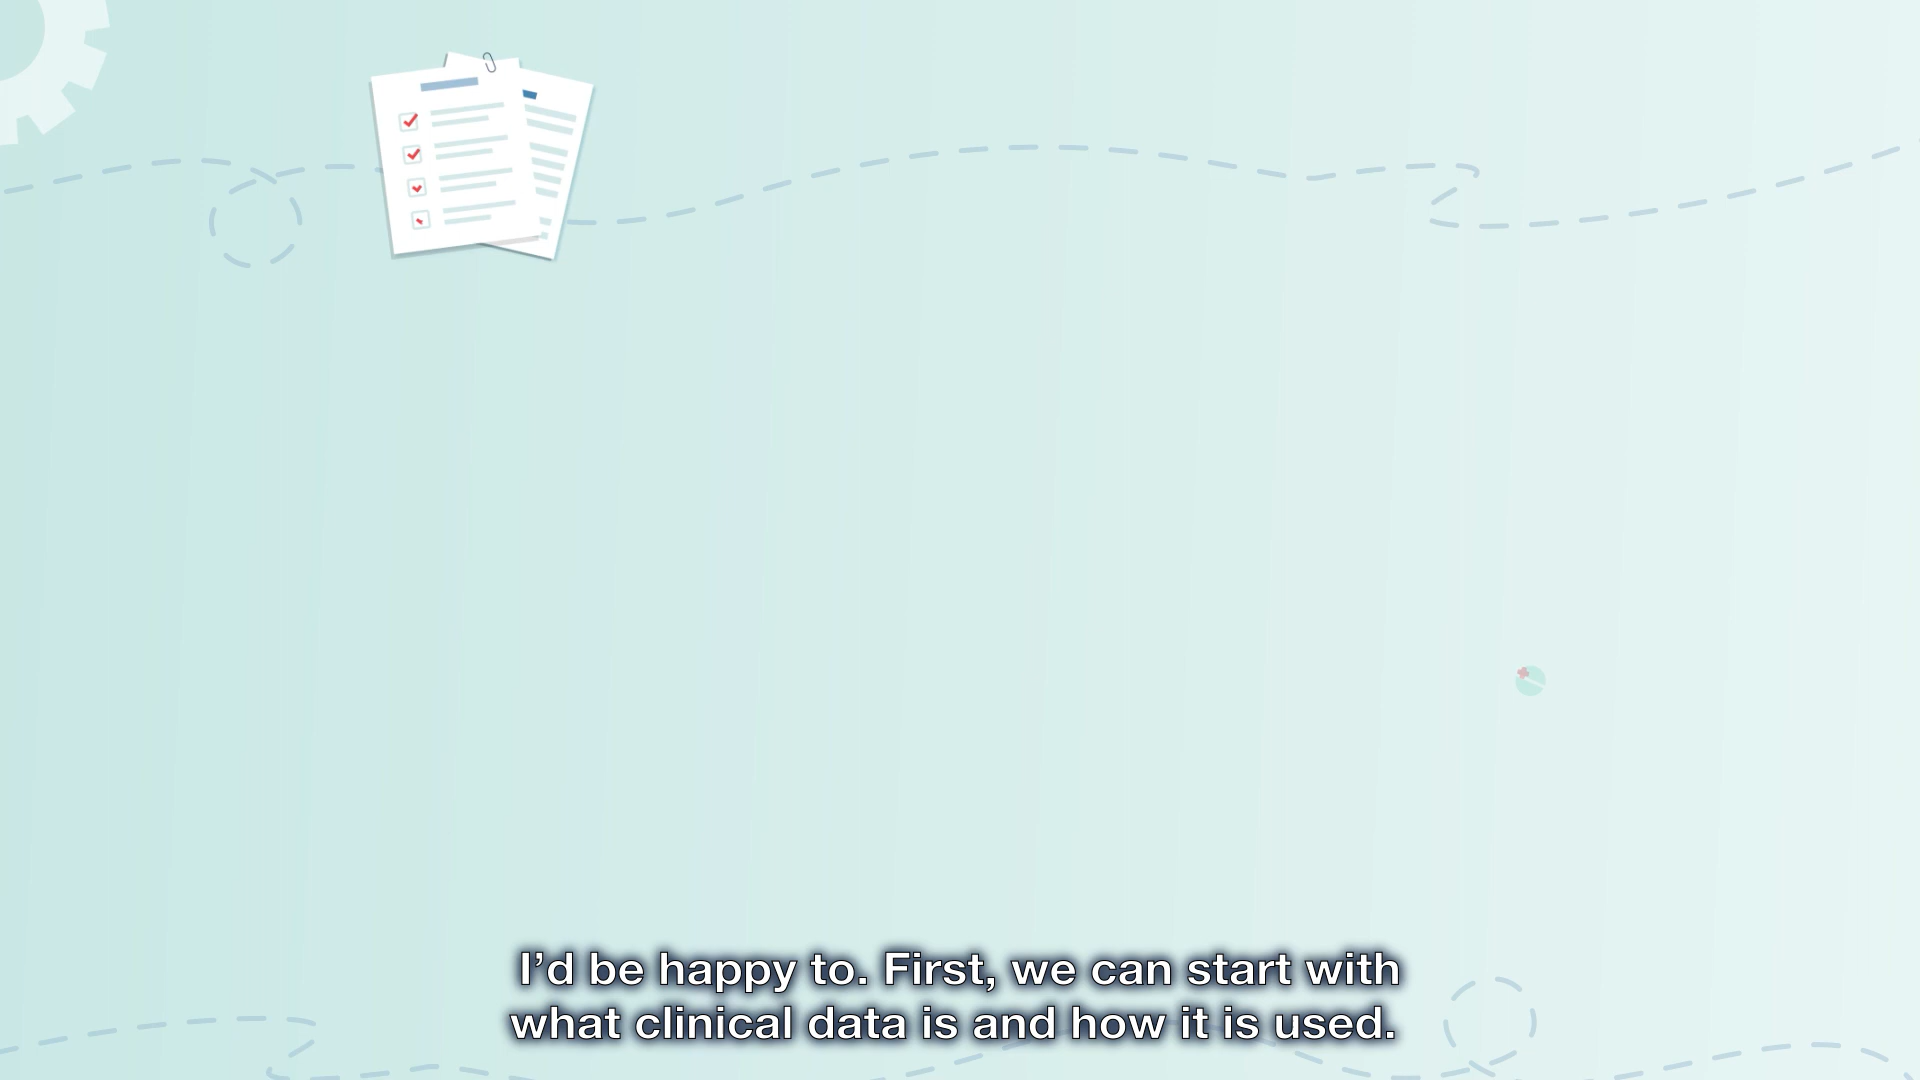 I’d be happy to. First, we can start with
what clinical data is and how it is used.